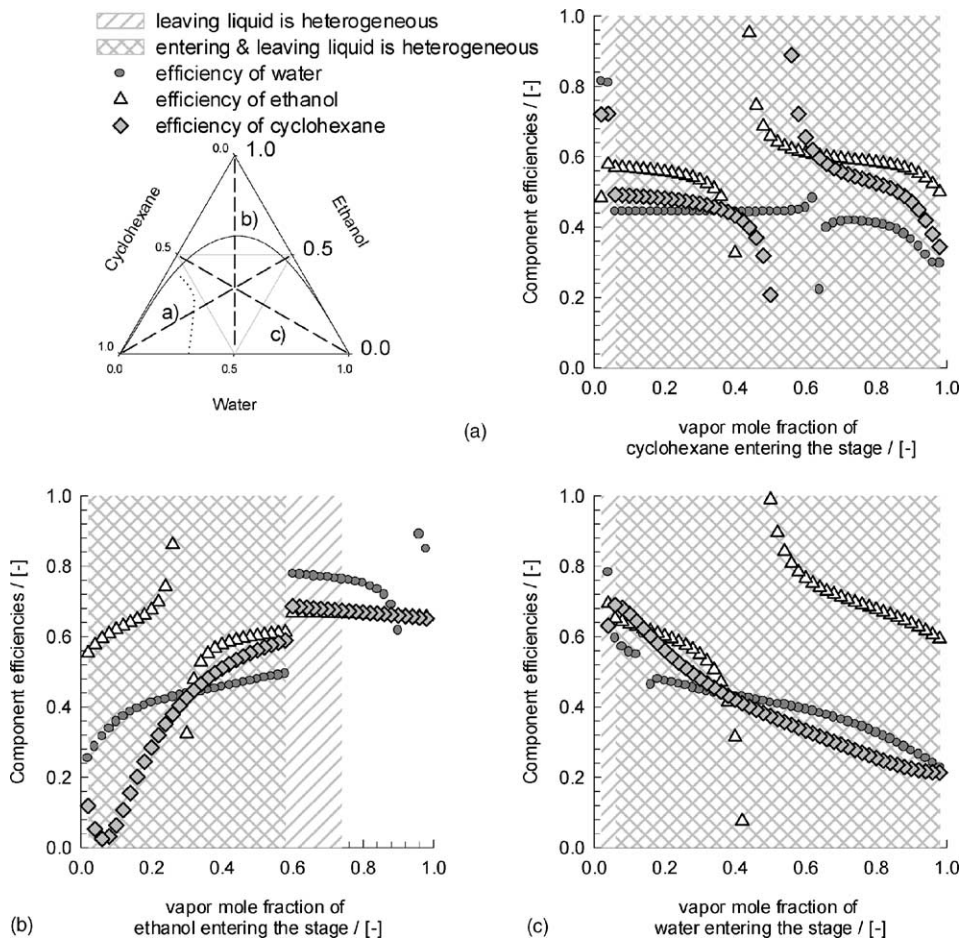 leaving liquid is heterogeneous
entering & leaving liquid is heterogeneous
efficiency of water
efficiency of ethanol
efficiency of cyclohexane
0.0
1.0
Cyclohexane
Ethanol
b)
0.5
0.5
a)
c)
1.0
0.0
0.0
0.5
1.0
Water
(a)
Component efficiencies / [-]
1.0
0.8
0.6
0.4
0.2
0.0
0.0
0.2
0.4
0.6
0.8
1.0
vapor mole fraction of
cyclohexane entering the stage / [-]
Component efficiencies / [-]
1.0
0.8
0.6
0.4
0.2
0.0
0.0
0.2
0.4
0.6
0.8
1.0
vapor mole fraction of
ethanol entering the stage / [-]
(b)
Component efficiencies / [-]
1.0
0.8
0.6
0.4
0.2
0.0
0.0
0.2
0.4
0.6
0.8
1.0
vapor mole fraction of
water entering the stage / [-]
(c)